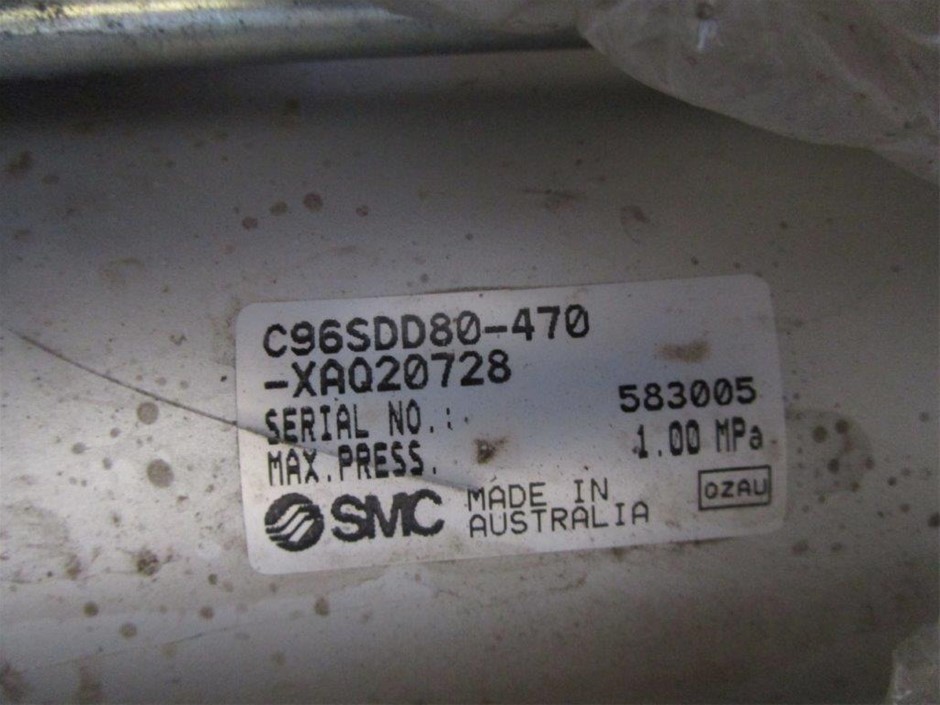 C96SDD80-470
-XAQ20728
SERIAL NO.: 583005
MAX.PRESS. 1.00 MPa
SMC MADE IN
AUSTRALIA
OZAU